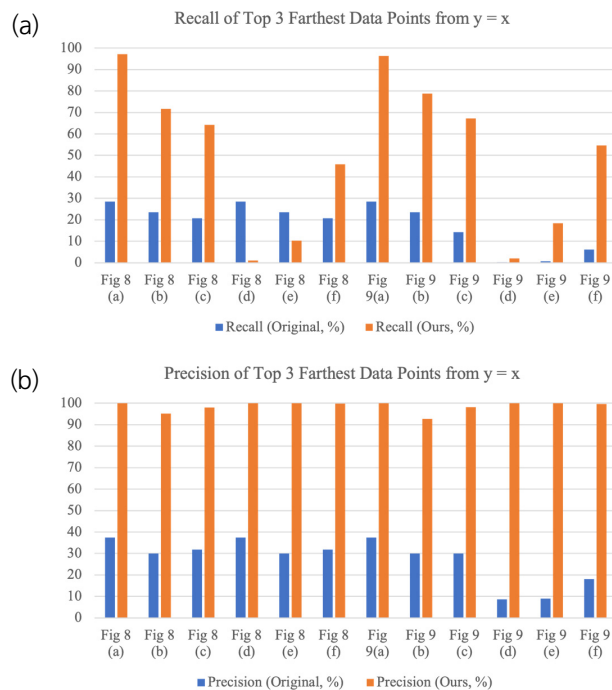 (a)
Recall of Top 3 Farthest Data Points from y = x
100
90
80
70
60
50
40
30
20
10
0
Fig 8 Fig 8 Fig 8 Fig 8 Fig 8 Fig 8 Fig Fig 9 Fig 9 Fig 9 Fig 9 Fig 9
(a) (b) (c) (d) (e) (f) 9(a) (b) (c) (d) (e) (f)
Recall (Original, %) Recall (Ours, %)
(b)
Precision of Top 3 Farthest Data Points from y = x
100
90
80
70
60
50
40
30
20
10
0
Fig 8 Fig 8 Fig 8 Fig 8 Fig 8 Fig 8 Fig Fig 9 Fig 9 Fig 9 Fig 9 Fig 9
(a) (b) (c) (d) (e) (f) 9(a) (b) (c) (d) (e) (f)
Precision (Original, %) Precision (Ours, %)